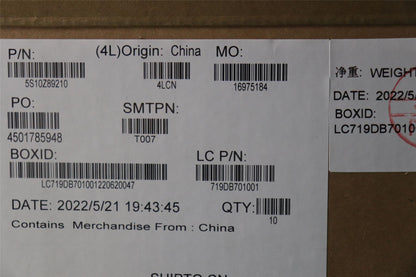 P/N: (4L)Origin: China MO:
5S10Z89210 4LCN 16975184
PO: SMTPN:
4501785948 T007
BOXID: LC P/N:
LC719DB701001220620047 719DB701001
DATE: 2022/5/21 19:43:45 QTY:
10
Contains Merchandise From : China
净重: WEIGHT
DATE: 2022/5/
BOXID:
LC719DB7010